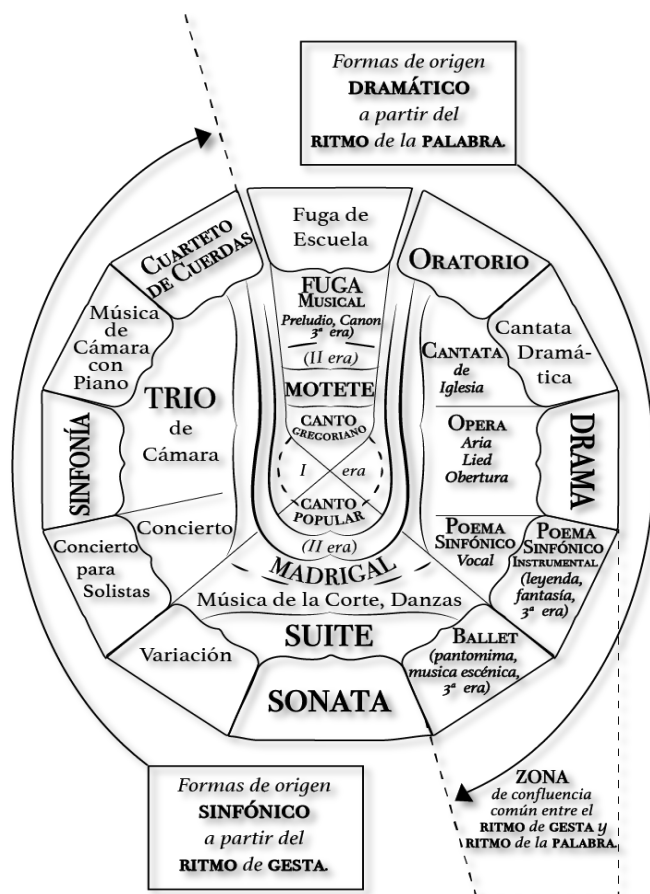 Formas de origen
DRAMÁTICO
a partir del
RITMO de la PALABRA.
Fuga de
Escuela
CUARTETO
DE CUERDAS
ORATORIO
FUGA
MUSICAL
Preludio, Canon
3ª era)
Música
de
Cámara
con
Piano
Cantata
Dramá-
tica
(II era)
CANTATA
de
Iglesia
MOTETE
TRIO
de
Cámara
CANTO
GREGORIANO
OPERA
Aria
Lied
Obertura
SINFONÍA
DRAMA
I era
CANTO
POPULAR
Concierto
(II era)
POEMA
SINFÓNICO
Vocal
POEMA
SINFÓNICO
INSTRUMENTAL
(leyenda,
fantasía,
3ª era)
Concierto
para
Solistas
MADRIGAL
Música de la Corte, Danzas
SUITE
Variación
BALLET
(pantomima,
musica escénica,
3ª era)
SONATA
Formas de origen
SINFÓNICO
a partir del
RITMO de GESTA.
ZONA
de confluencia
común entre el
RITMO de GESTA y
RITMO de la PALABRA.